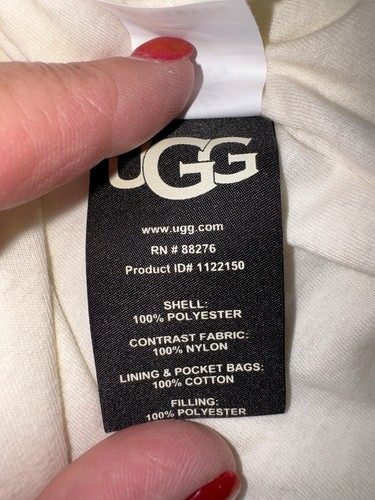 UGG
www.ugg.com
RN # 88276
Product ID# 1122150
SHELL:
100% POLYESTER
CONTRAST FABRIC:
100% NYLON
LINING & POCKET BAGS:
100% COTTON
FILLING:
100% POLYESTER